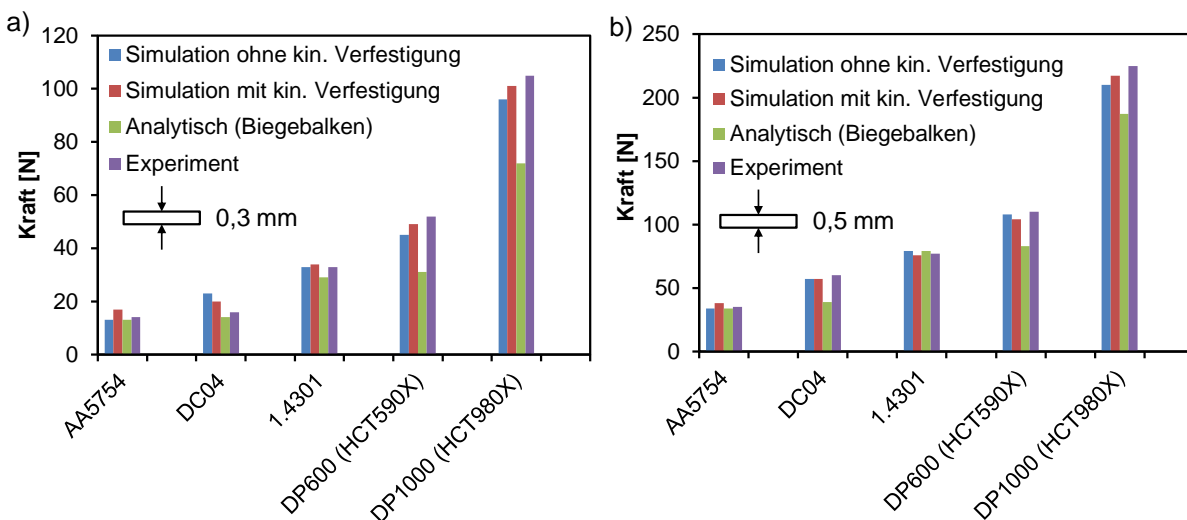 a)
Kraft [N]
120
100
80
60
40
20
0
Simulation ohne kin. Verfestigung
Simulation mit kin. Verfestigung
Analytisch (Biegebalken)
Experiment
0,3 mm
AA5754
DC04
1.4301
DP600 (HCT590X)
DP1000 (HCT980X)
b)
Kraft [N]
250
200
150
100
50
0
Simulation ohne kin. Verfestigung
Simulation mit kin. Verfestigung
Analytisch (Biegebalken)
Experiment
0,5 mm
AA5754
DC04
1.4301
DP600 (HCT590X)
DP1000 (HCT980X)